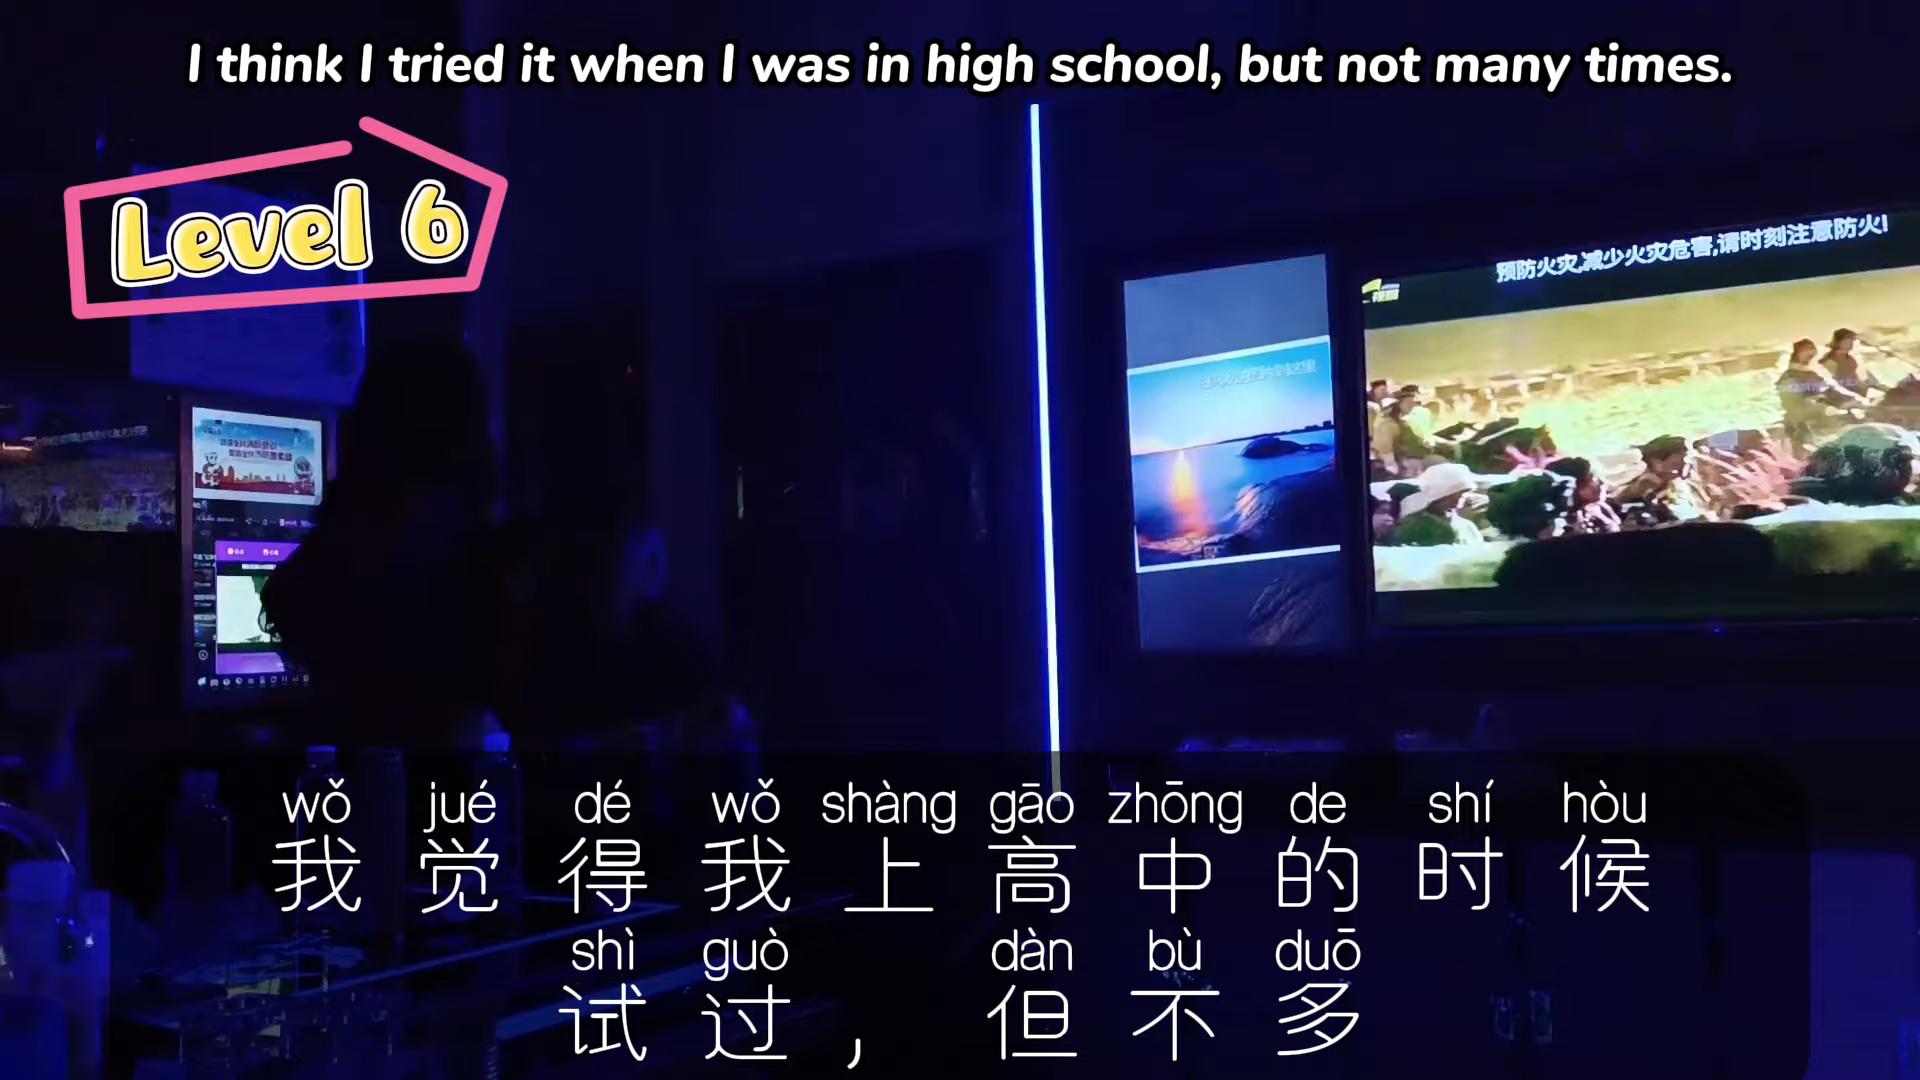 I think I tried it when I was in high school, but not many times.
Level 6
预防火灾,减少火灾危害,请时刻注意防火!
wǒ jué dé wǒ shàng gāo zhōng de shí hòu
我觉得我上高中的时候
shì guò dàn bù duō
试过，但不多